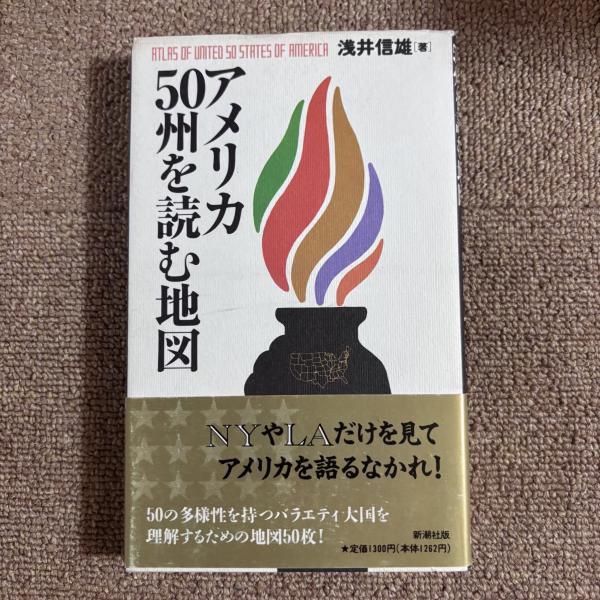 ATLAS OF UNITED 50 STATES OF AMERICA
浅井信雄[著]
アメリカ
50州を読む地図
NYやLAだけを見て
アメリカを語るなかれ!
50の多様性を持つバラエティ大国を
理解するための地図50枚!
新潮社版
★定価1300円(本体1262円)